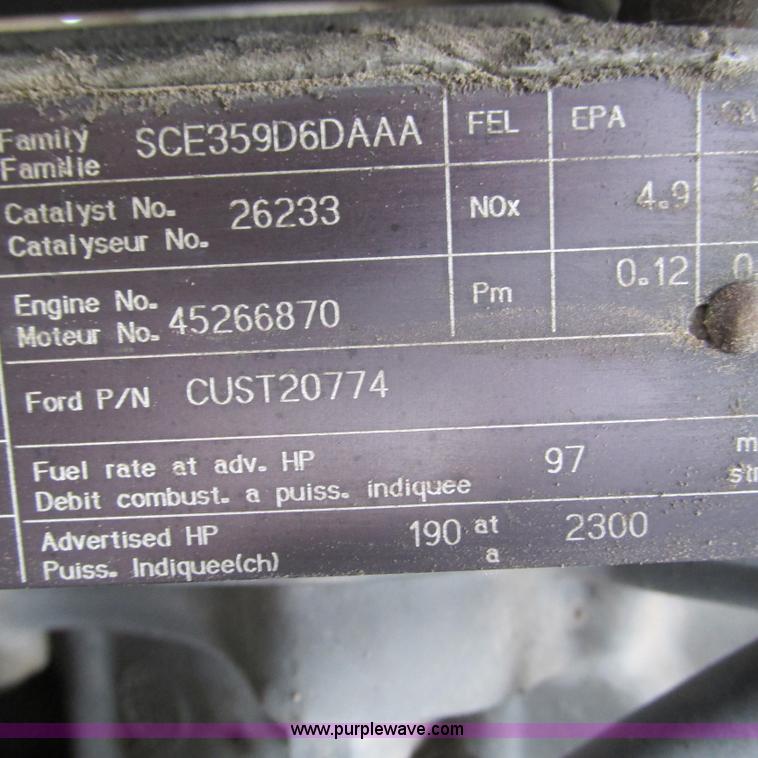 Family SCE359D6DAAA FEL EPA
Famille
Catalyst No. 26233 NOx 4.9
Catalyseur No.
Engine No. 45266870 Pm 0.12 0.
Moteur No.
Ford P/N CUST20774
Fuel rate at adv. HP 97
Debit combust. a puiss. indiquee
Advertised HP 190 at 2300
Puiss. Indiquee(ch) a
www.purplewave.com